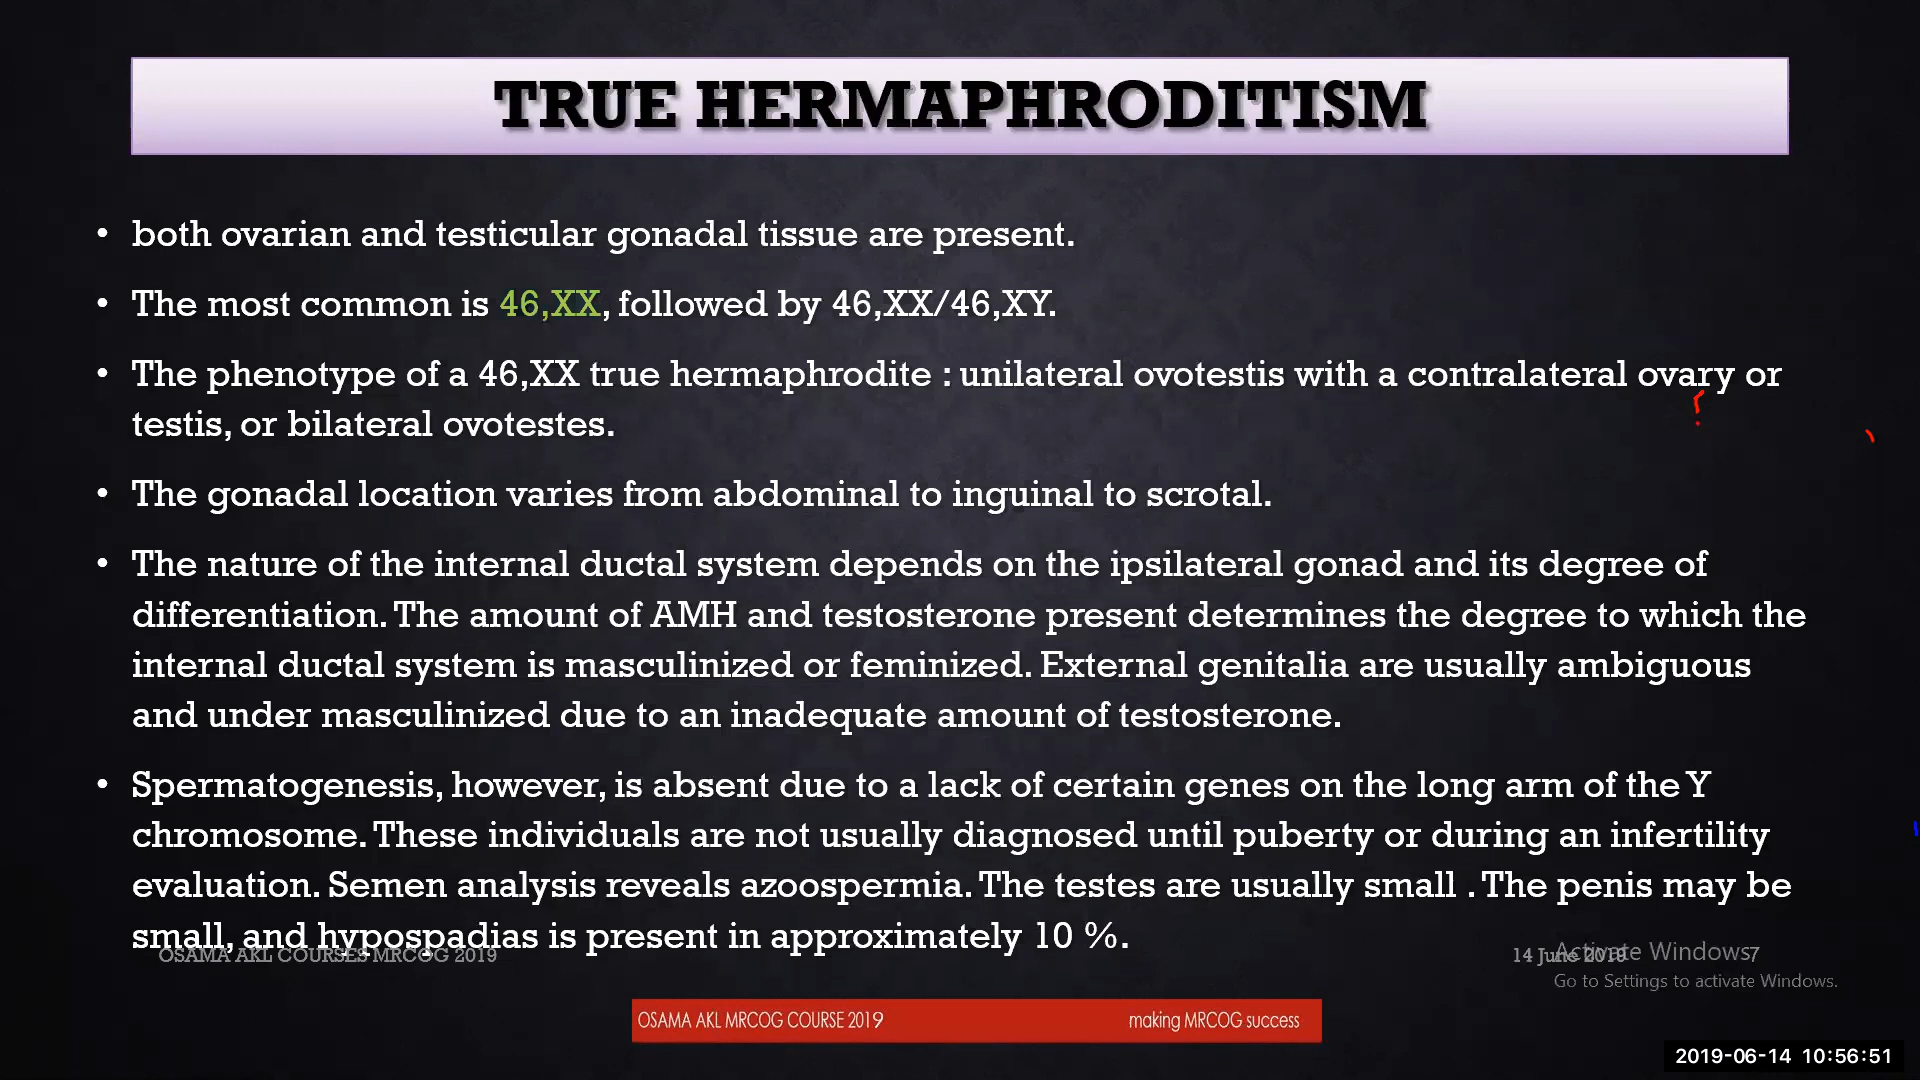 TRUE HERMAPHRODITISM
• both ovarian and testicular gonadal tissue are present.
• The most common is 46,XX, followed by 46,XX/46,XY.
• The phenotype of a 46,XX true hermaphrodite : unilateral ovotestis with a contralateral ovary or
testis, or bilateral ovotestes.
• The gonadal location varies from abdominal to inguinal to scrotal.
• The nature of the internal ductal system depends on the ipsilateral gonad and its degree of
differentiation. The amount of AMH and testosterone present determines the degree to which the
internal ductal system is masculinized or feminized. External genitalia are usually ambiguous
and under masculinized due to an inadequate amount of testosterone.
• Spermatogenesis, however, is absent due to a lack of certain genes on the long arm of the Y
chromosome. These individuals are not usually diagnosed until puberty or during an infertility
evaluation. Semen analysis reveals azoospermia. The testes are usually small . The penis may be
small, and hypospadias is present in approximately 10 %.
OSAMA AKL COURSES MRCOG 2019
14 June 2019
7
Activate Windows
Go to Settings to activate Windows.
OSAMA AKL MRCOG COURSE 2019
making MRCOG success
2019-06-14 10:56:51